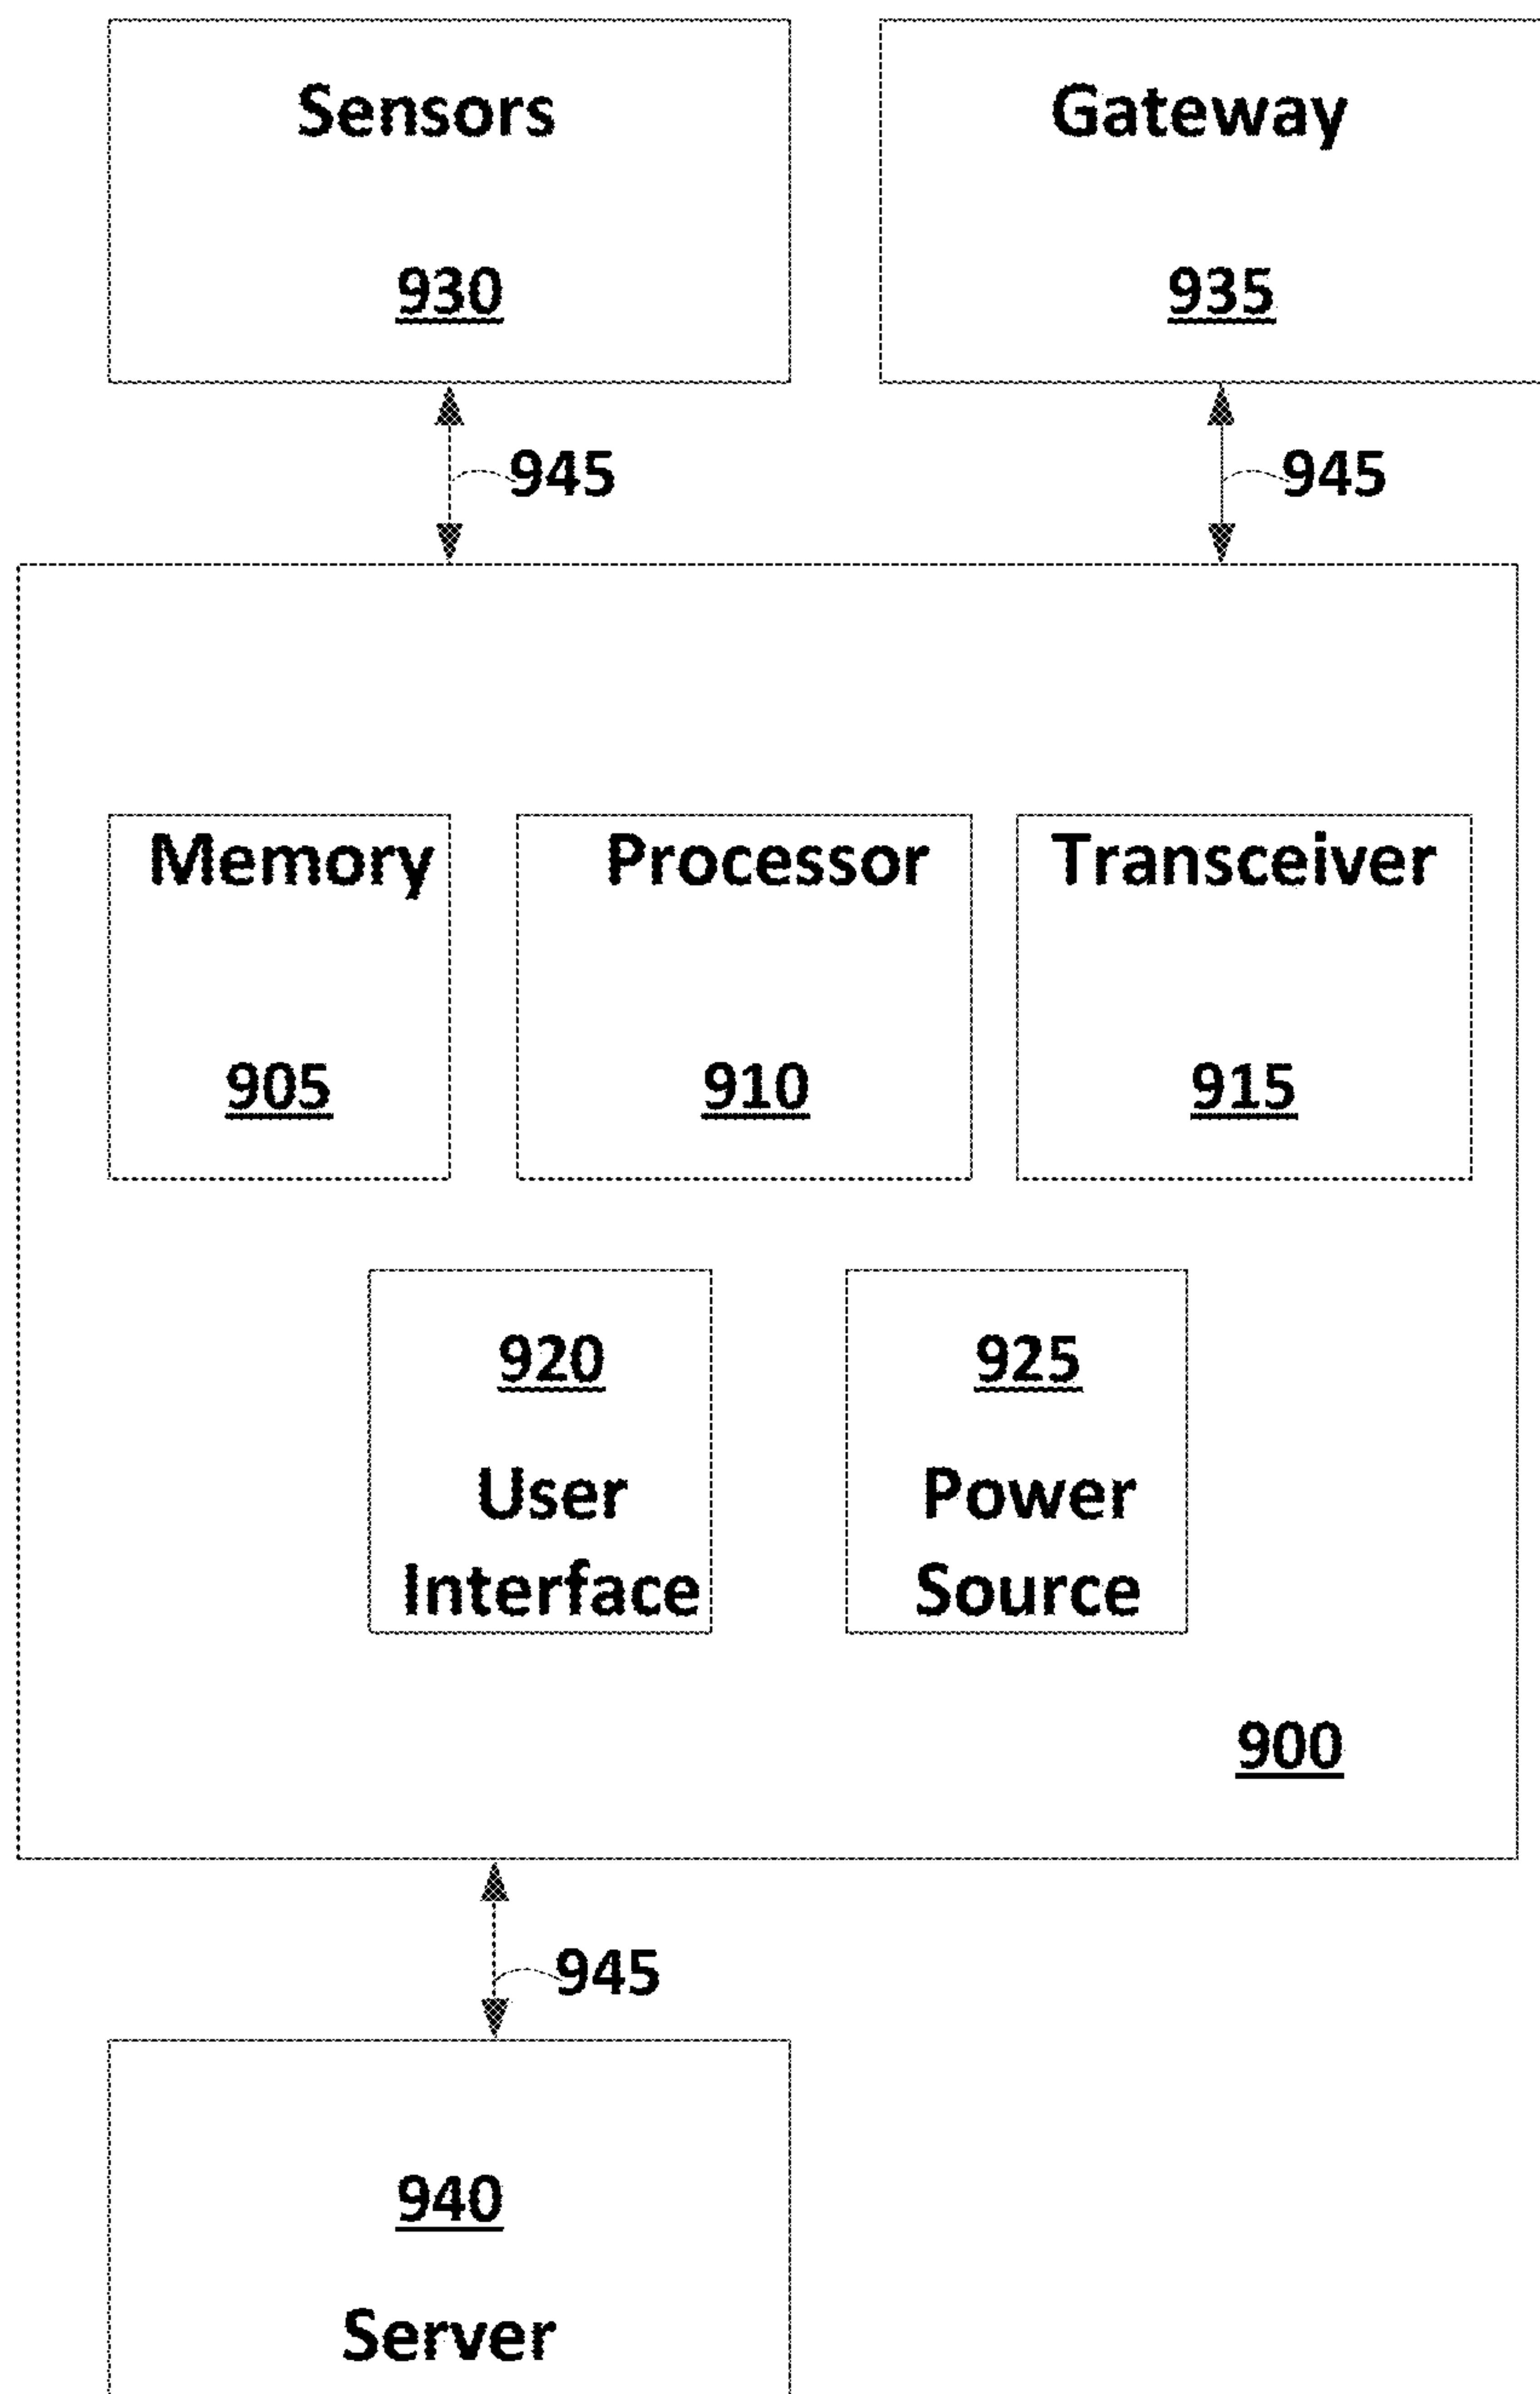 Sensors
930
Gateway
935
945
945
Memory
905
Processor
910
Transceiver
915
920
User
Interface
925
Power
Source
900
945
940
Server